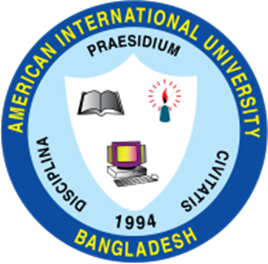 AMERICAN INTERNATIONAL UNIVERSITY
PRAESIDIUM
DISCIPLINA
CIVITATIS
1994
BANGLADESH